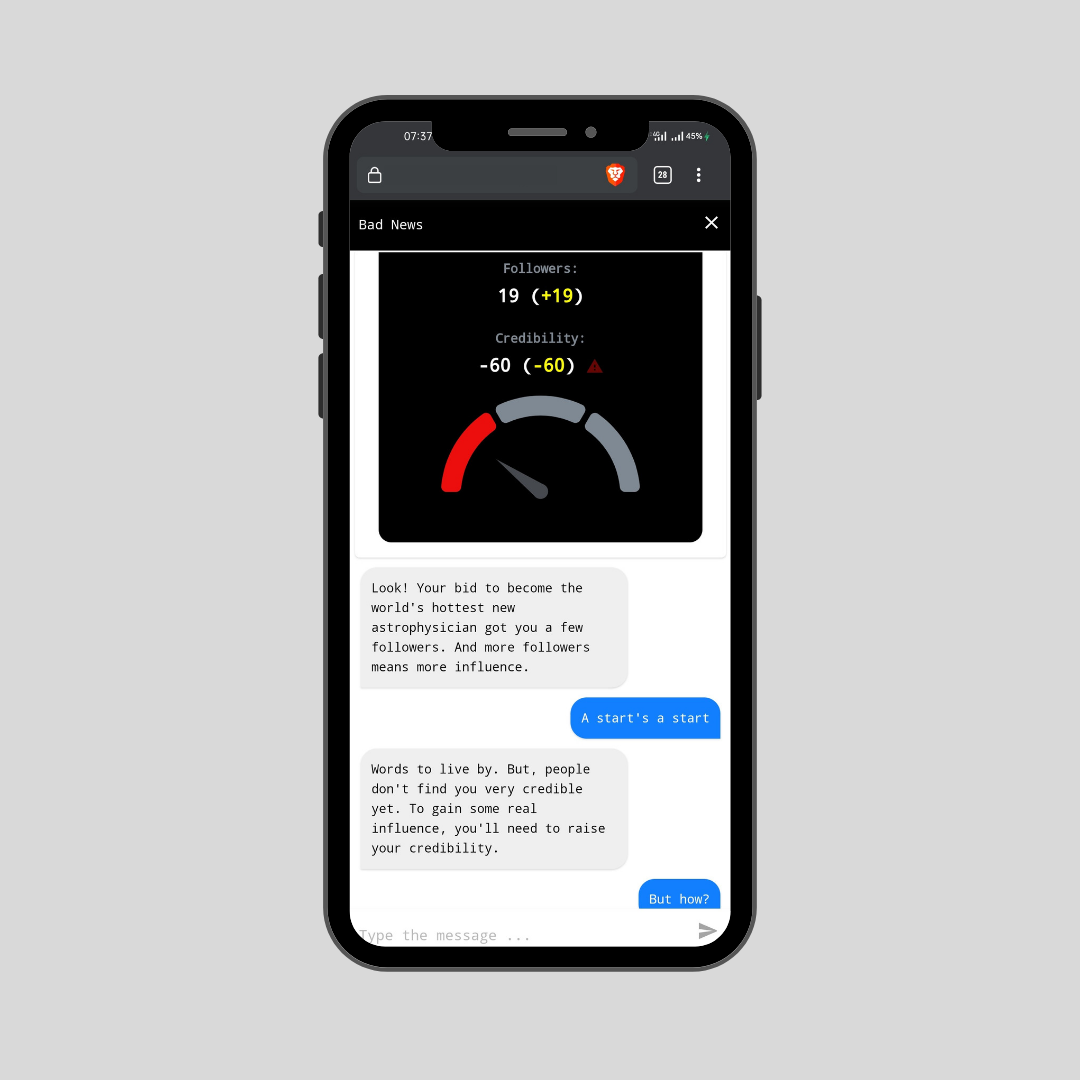 07:37
4G
45%
28
Bad News
Followers:
19 (+19)
Credibility:
-60 (-60)
Look! Your bid to become the
world's hottest new
astrophysician got you a few
followers. And more followers
means more influence.
A start's a start
Words to live by. But, people
don't find you very credible
yet. To gain some real
influence, you'll need to raise
your credibility.
But how?
Type the message ...